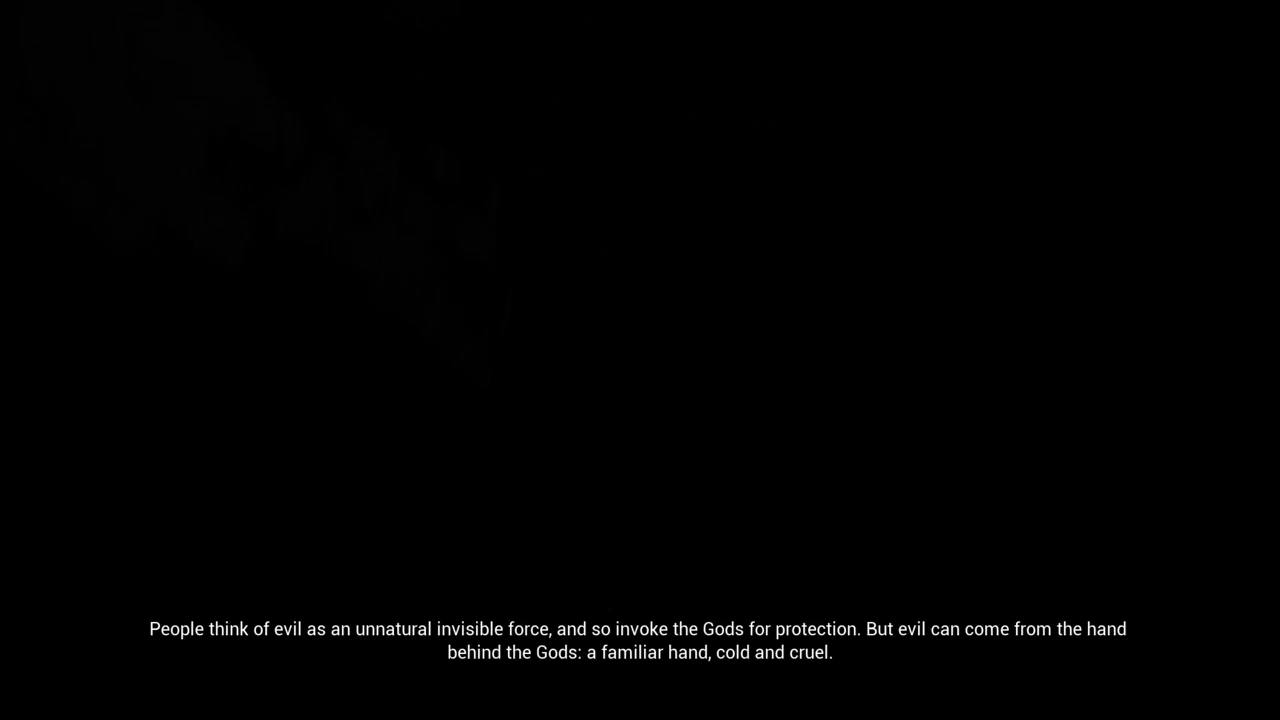 People think of evil as an unnatural invisible force, and so invoke the Gods for protection. But evil can come from the hand
behind the Gods: a familiar hand, cold and cruel.